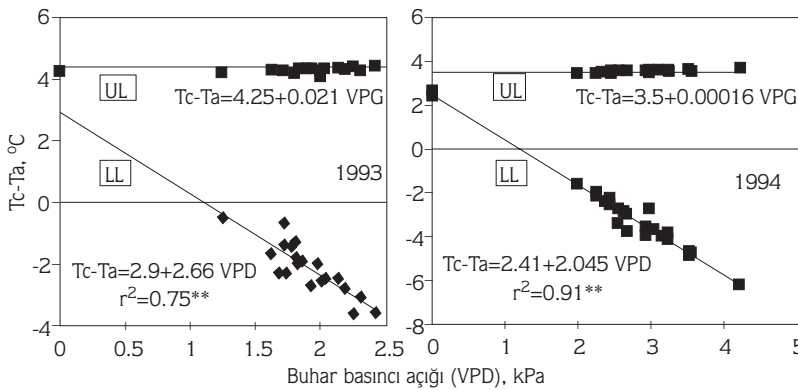 6
4
2
0
-2
-4
Tc-Ta, °C
UL
Tc-Ta=4.25+0.021 VPG
LL
1993
Tc-Ta=2.9+2.66 VPD
r²=0.75**
0
0.5
1
1.5
2
2.5
6
4
2
0
-2
-4
-6
-8
UL
Tc-Ta=3.5+0.00016 VPG
LL
1994
Tc-Ta=2.41+2.045 VPD
r²=0.91**
0
1
2
3
4
5
Buhar basıncı açığı (VPD), kPa